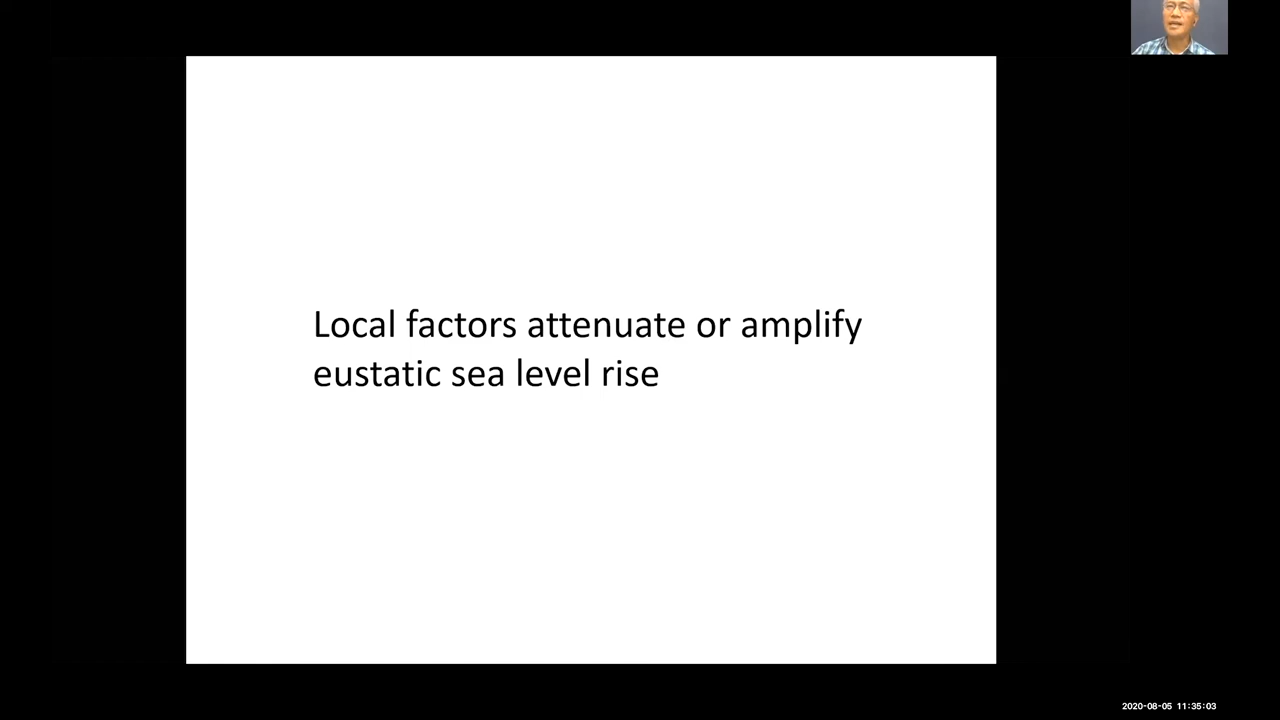 Local factors attenuate or amplify
eustatic sea level rise
2020-08-05 11:35:03